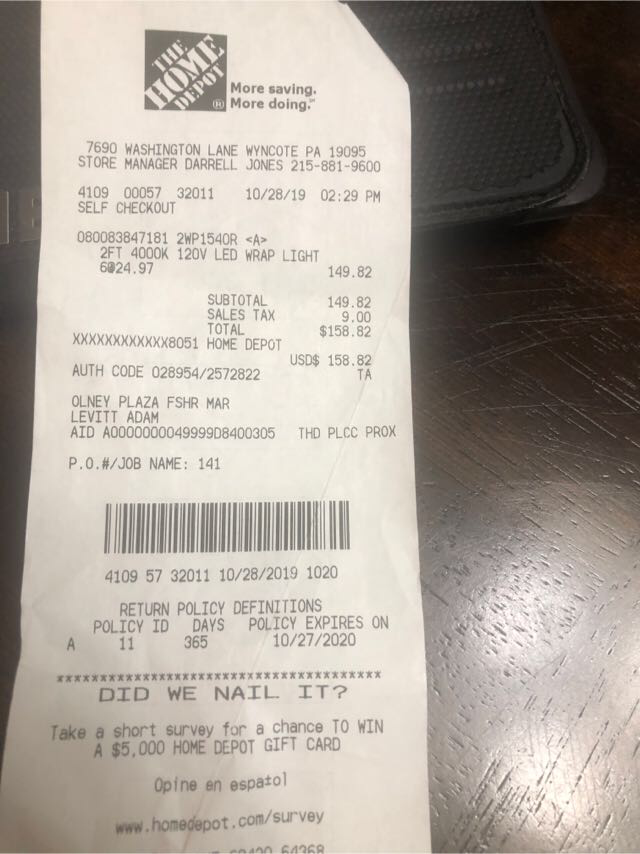 THE
HOME
DEPOT
®
More saving.
More doing.℠
7690 WASHINGTON LANE WYNCOTE PA 19095
STORE MANAGER DARRELL JONES 215-881-9600
4109 00057 32011 10/28/19 02:29 PM
SELF CHECKOUT
080083847181 2WP1540R <A>
2FT 4000K 120V LED WRAP LIGHT
6@24.97 149.82
SUBTOTAL 149.82
SALES TAX 9.00
TOTAL $158.82
XXXXXXXXXXXX8051 HOME DEPOT
USD$ 158.82
AUTH CODE 028954/2572822 TA
OLNEY PLAZA FSHR MAR
LEVITT ADAM
AID A0000000049999D8400305 THD PLCC PROX
P.O.#/JOB NAME: 141
4109 57 32011 10/28/2019 1020
RETURN POLICY DEFINITIONS
POLICY ID DAYS POLICY EXPIRES ON
A 11 365 10/27/2020
****************************************
DID WE NAIL IT?
Take a short survey for a chance TO WIN
A $5,000 HOME DEPOT GIFT CARD
Opine en espa±ol
www.homedepot.com/survey
64368